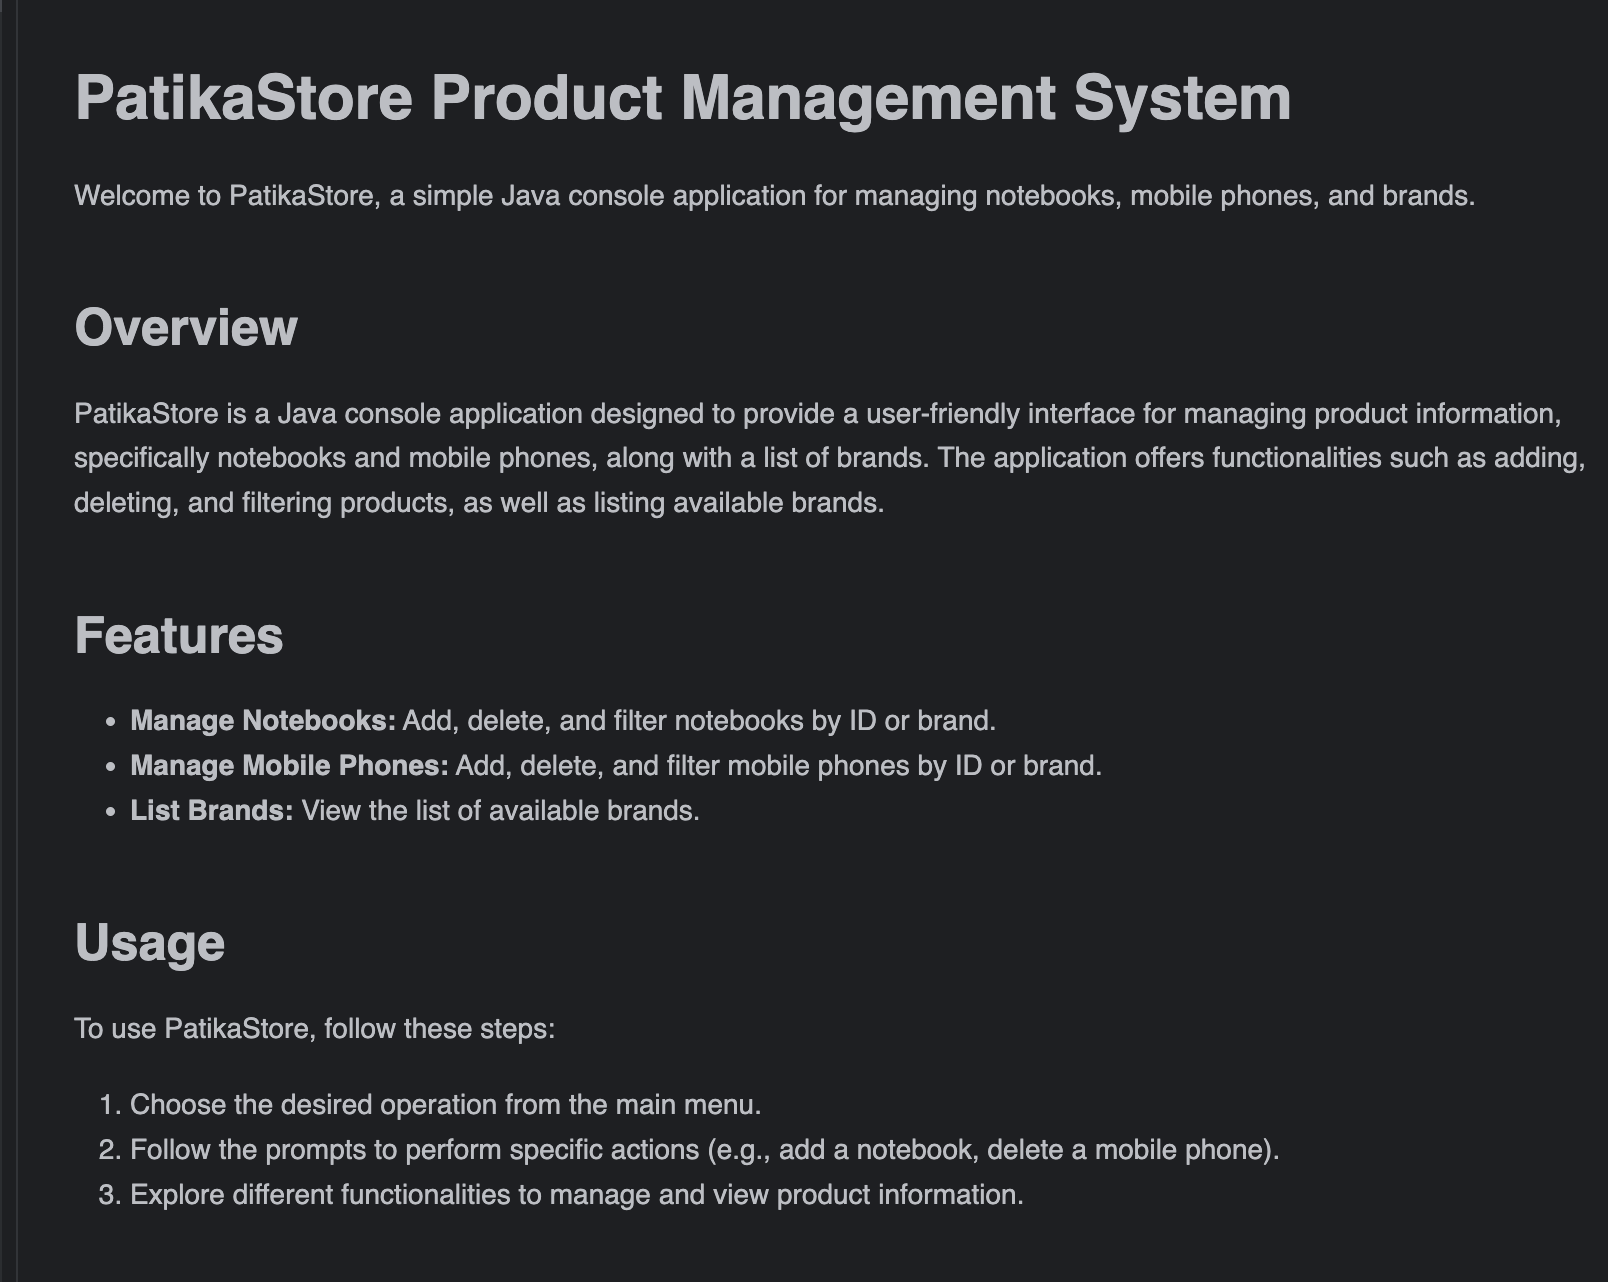 PatikaStore Product Management System
Welcome to PatikaStore, a simple Java console application for managing notebooks, mobile phones, and brands.
Overview
PatikaStore is a Java console application designed to provide a user-friendly interface for managing product information,
specifically notebooks and mobile phones, along with a list of brands. The application offers functionalities such as adding,
deleting, and filtering products, as well as listing available brands.
Features
• Manage Notebooks: Add, delete, and filter notebooks by ID or brand.
• Manage Mobile Phones: Add, delete, and filter mobile phones by ID or brand.
• List Brands: View the list of available brands.
Usage
To use PatikaStore, follow these steps:
1. Choose the desired operation from the main menu.
2. Follow the prompts to perform specific actions (e.g., add a notebook, delete a mobile phone).
3. Explore different functionalities to manage and view product information.